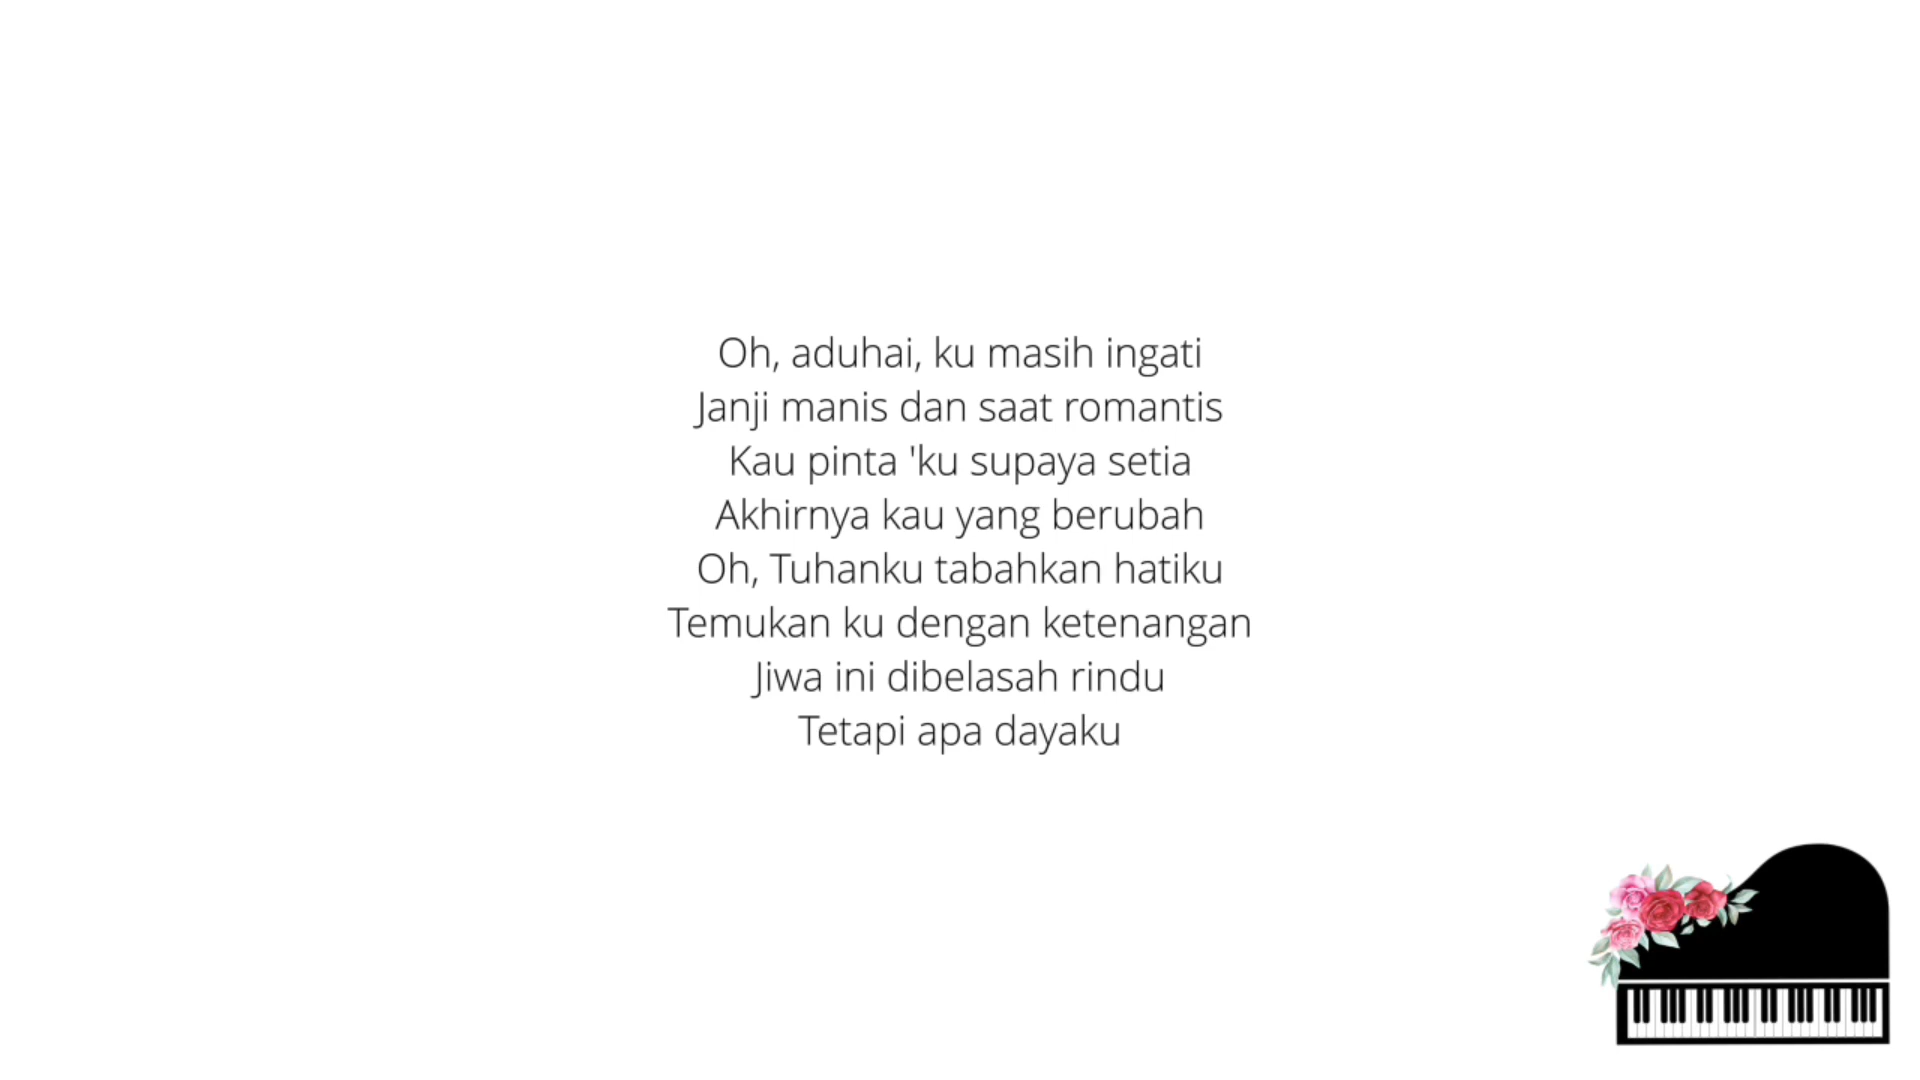 Oh, aduhai, ku masih ingati
Janji manis dan saat romantis
Kau pinta 'ku supaya setia
Akhirnya kau yang berubah
Oh, Tuhanku tabahkan hatiku
Temukan ku dengan ketenangan
Jiwa ini dibelasah rindu
Tetapi apa dayaku